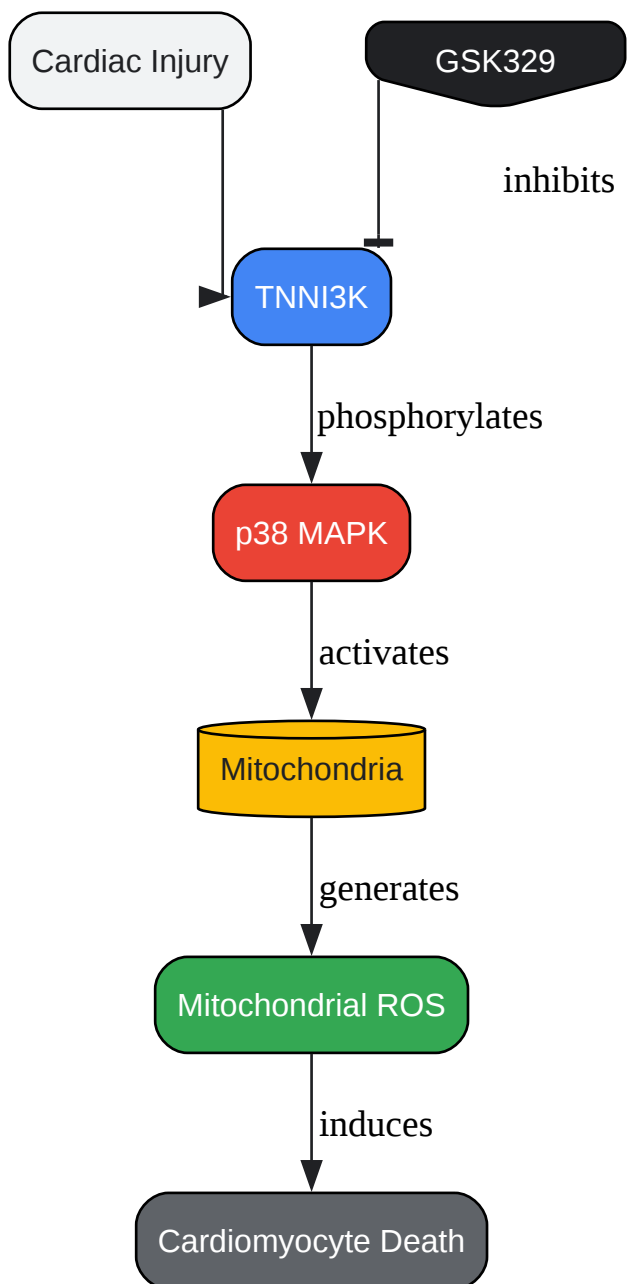 Cardiac Injury
GSK329
inhibits
TNNI3K
phosphorylates
p38 MAPK
activates
Mitochondria
generates
Mitochondrial ROS
induces
Cardiomyocyte Death